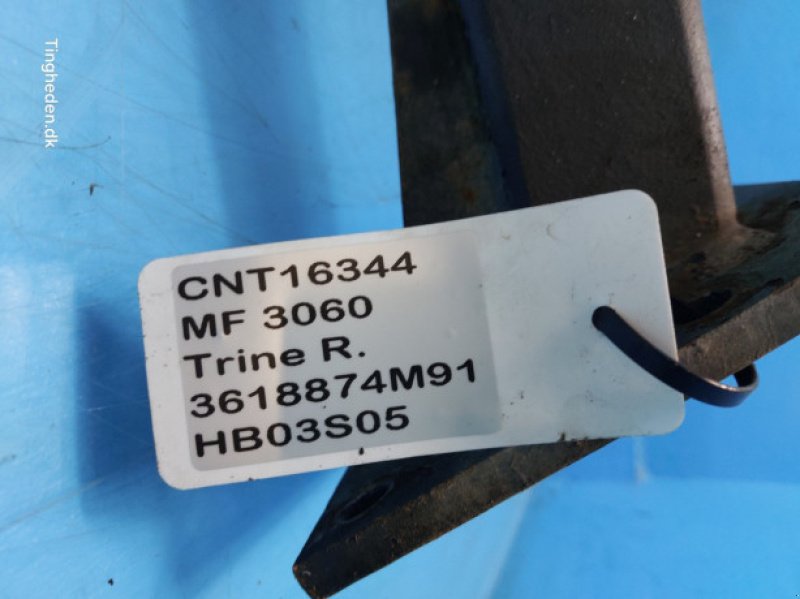 Tingheden.dk
CNT16344
MF 3060
Trine R.
3618874M91
HB03S05